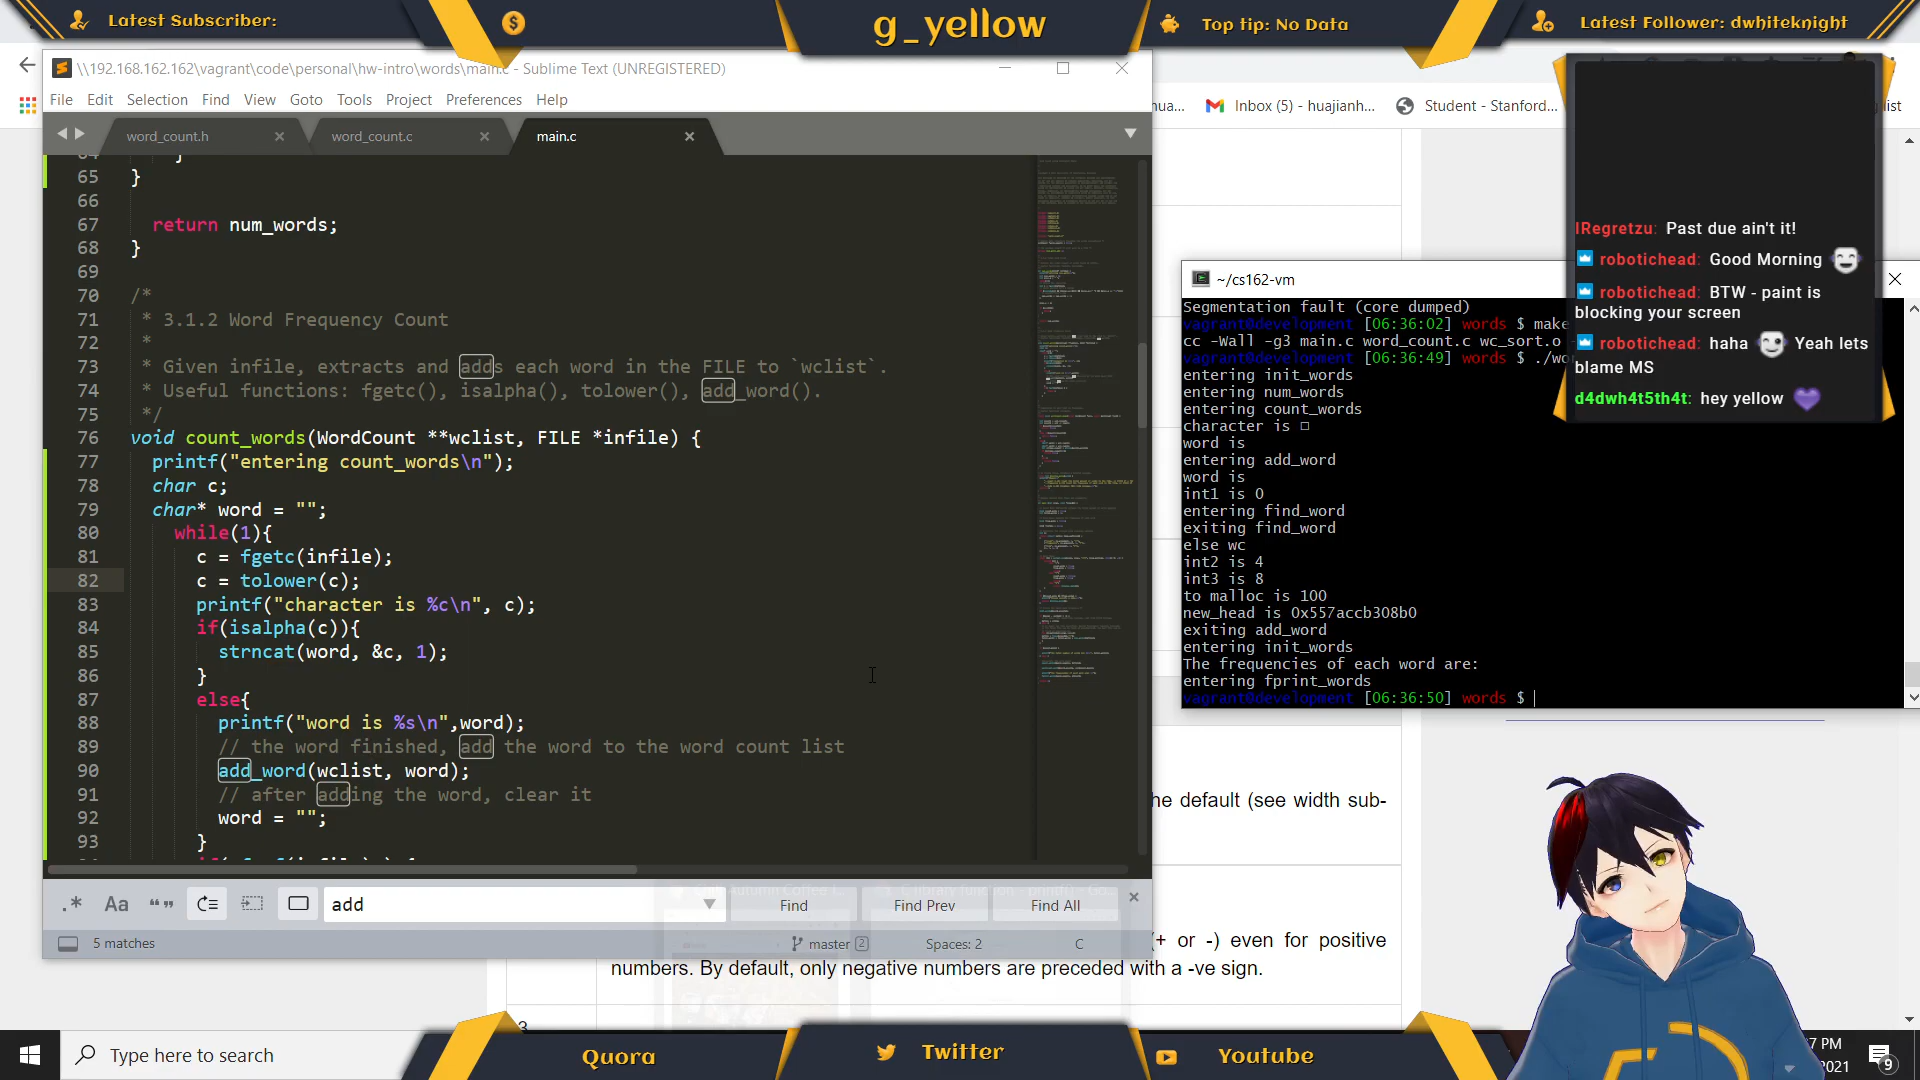 Latest Subscriber:
g_yellow
Top tip: No Data
Latest Follower: dwhiteknight
\\192.168.162.162\vagrant\code\personal\hw-intro\words\main.c - Sublime Text (UNREGISTERED)
File Edit Selection Find View Goto Tools Project Preferences Help
Inbox (5) - huajianh...
Student - Stanford...
word_count.h
word_count.c
main.c
65 }
66
67 return num_words;
68 }
69
70 /*
71 * 3.1.2 Word Frequency Count
72 *
73 * Given infile, extracts and adds each word in the FILE to `wclist`.
74 * Useful functions: fgetc(), isalpha(), tolower(), add_word().
75 */
76 void count_words(WordCount **wclist, FILE *infile) {
77 printf("entering count_words\n");
78 char c;
79 char* word = "";
80 while(1){
81 c = fgetc(infile);
82 c = tolower(c);
83 printf("character is %c\n", c);
84 if(isalpha(c)){
85 strncat(word, &c, 1);
86 }
87 else{
88 printf("word is %s\n",word);
89 // the word finished, add the word to the word count list
90 add_word(wclist, word);
91 // after adding the word, clear it
92 word = "";
93 }
add
Find
Find Prev
Find All
5 matches
master 2
Spaces: 2
C
~/cs162-vm
Segmentation fault (core dumped)
vagrant@development [06:36:02] words $ make
cc -Wall -g3 main.c word_count.c wc_sort.o
vagrant@development [06:36:49] words $ ./wor
entering init_words
entering num_words
entering count_words
character is □
word is
entering add_word
word is
int1 is 0
entering find_word
exiting find_word
else wc
int2 is 4
int3 is 8
to malloc is 100
new_head is 0x557accb308b0
exiting add_word
entering init_words
The frequencies of each word are:
entering fprint_words
vagrant@development [06:36:50] words $
IRegretzu: Past due ain't it!
robotichead: Good Morning
robotichead: BTW - paint is
blocking your screen
robotichead: haha Yeah lets
blame MS
d4dwh4t5th4t: hey yellow
he default (see width sub-
(+ or -) even for positive
numbers. By default, only negative numbers are preceded with a -ve sign.
3
Type here to search
Quora
Twitter
Youtube
7 PM
2021
9